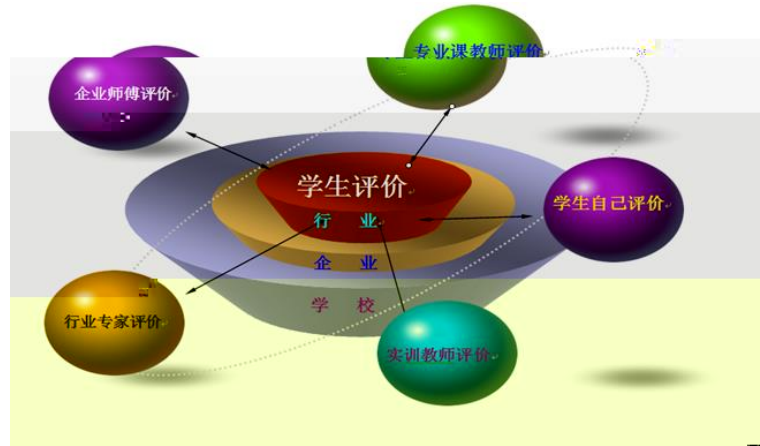 专业课教师评价
企业师傅评价
学生评价
学生自己评价
行 业
企 业
学 校
行业专家评价
实训教师评价